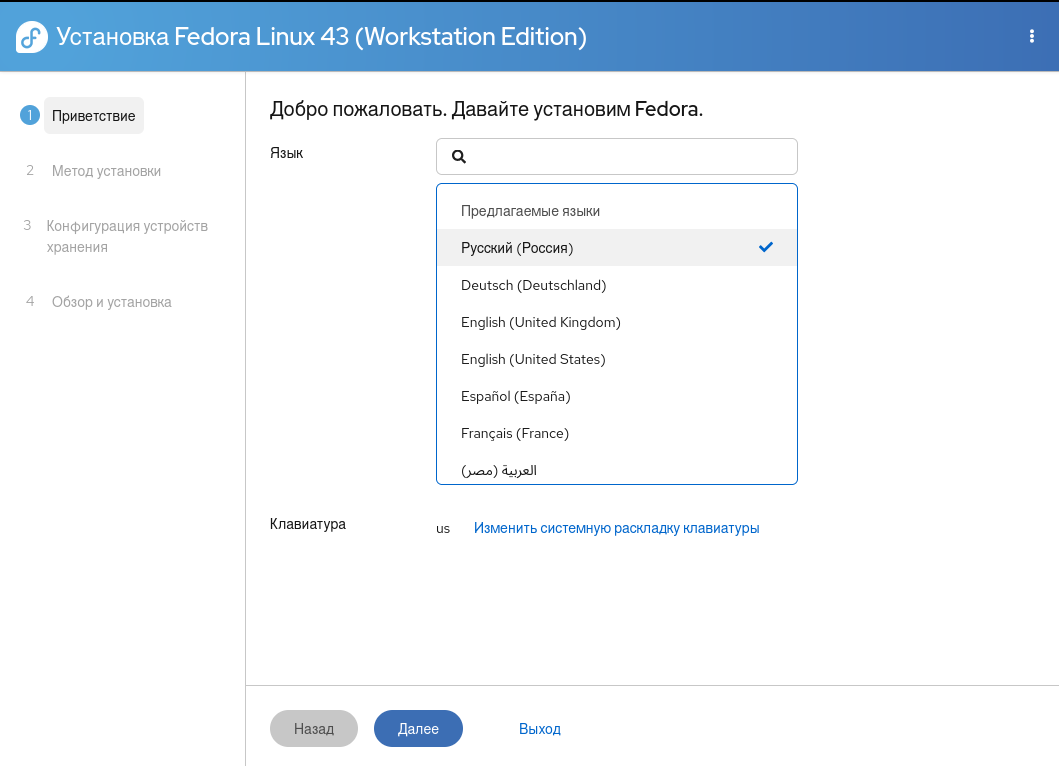 Установка Fedora Linux 43 (Workstation Edition)
1 Приветствие
2 Метод установки
3 Конфигурация устройств
хранения
4 Обзор и установка
Добро пожаловать. Давайте установим Fedora.
Язык
Предлагаемые языки
Русский (Россия)
Deutsch (Deutschland)
English (United Kingdom)
English (United States)
Español (España)
Français (France)
العربية (مصر)
Клавиатура
us Изменить системную раскладку клавиатуры
Назад Далее Выход